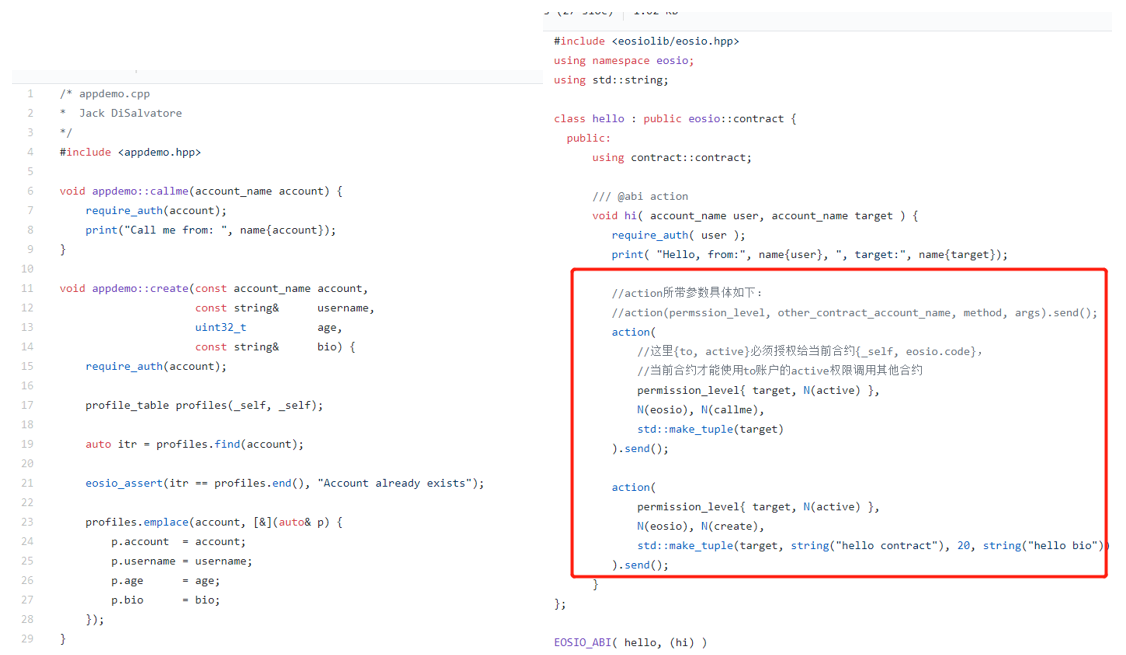 1 /* appdemo.cpp
2 *  Jack DiSalvatore
3 */
4 #include <appdemo.hpp>
5
6 void appdemo::callme(account_name account) {
7     require_auth(account);
8     print("Call me from: ", name{account});
9 }
10
11 void appdemo::create(const account_name account,
12                      const string&      username,
13                      uint32_t           age,
14                      const string&      bio) {
15     require_auth(account);
16
17     profile_table profiles(_self, _self);
18
19     auto itr = profiles.find(account);
20
21     eosio_assert(itr == profiles.end(), "Account already exists");
22
23     profiles.emplace(account, [&](auto& p) {
24         p.account  = account;
25         p.username = username;
26         p.age      = age;
27         p.bio      = bio;
28     });
29 }
#include <eosiolib/eosio.hpp>
using namespace eosio;
using std::string;
class hello : public eosio::contract {
  public:
      using contract::contract;
      /// @abi action
      void hi( account_name user, account_name target ) {
         require_auth( user );
         print( "Hello, from:", name{user}, ", target:", name{target});
         //action所带参数具体如下：
         //action(permssion_level, other_contract_account_name, method, args).send();
         action(
             //这里{to, active}必须授权给当前合约{_self, eosio.code}，
             //当前合约才能使用to账户的active权限调用其他合约
             permission_level{ target, N(active) },
             N(eosio), N(callme),
             std::make_tuple(target)
         ).send();
         action(
             permission_level{ target, N(active) },
             N(eosio), N(create),
             std::make_tuple(target, string("hello contract"), 20, string("hello bio"))
         ).send();
      }
};
EOSIO_ABI( hello, (hi) )